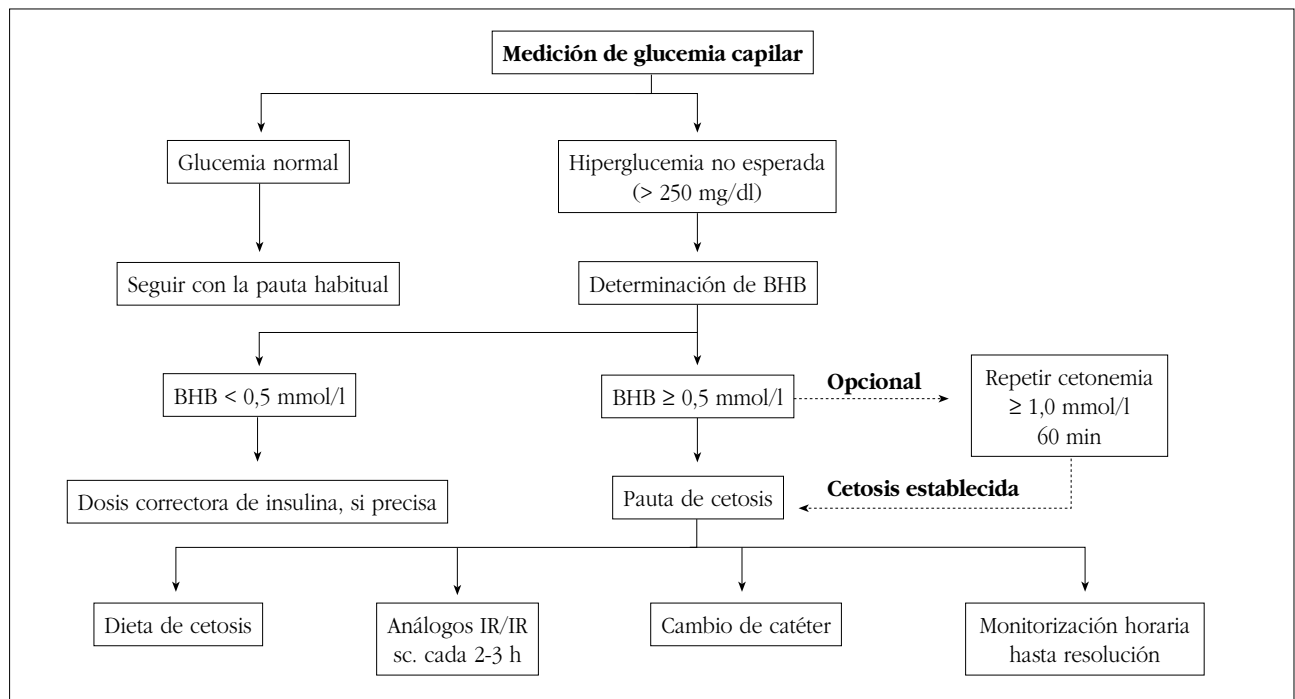 Medición de glucemia capilar
Glucemia normal
Hiperglucemia no esperada
(> 250 mg/dl)
Seguir con la pauta habitual
Determinación de BHB
BHB < 0,5 mmol/l
BHB ≥ 0,5 mmol/l
Opcional
Repetir cetonemia
≥ 1,0 mmol/l
60 min
Dosis correctora de insulina, si precisa
Pauta de cetosis
Cetosis establecida
Dieta de cetosis
Análogos IR/IR
sc. cada 2-3 h
Cambio de catéter
Monitorización horaria
hasta resolución